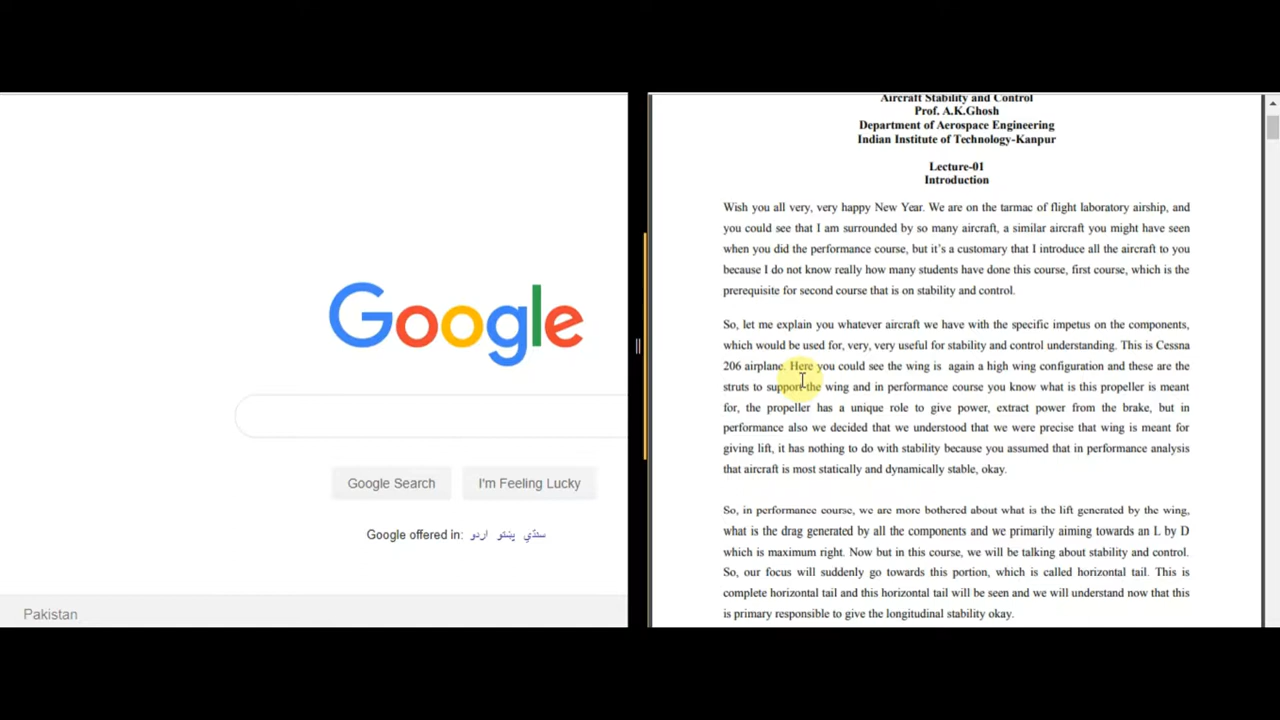 Google
Google Search
I'm Feeling Lucky
Google offered in: اردو پښتو سنڌي
Pakistan
Aircraft Stability and Control
Prof. A.K.Ghosh
Department of Aerospace Engineering
Indian Institute of Technology-Kanpur
Lecture-01
Introduction
Wish you all very, very happy New Year. We are on the tarmac of flight laboratory airship, and
you could see that I am surrounded by so many aircraft, a similar aircraft you might have seen
when you did the performance course, but it's a customary that I introduce all the aircraft to you
because I do not know really how many students have done this course, first course, which is the
prerequisite for second course that is on stability and control.
So, let me explain you whatever aircraft we have with the specific impetus on the components,
which would be used for, very, very useful for stability and control understanding. This is Cessna
206 airplane. Here you could see the wing is again a high wing configuration and these are the
struts to support the wing and in performance course you know what is this propeller is meant
for, the propeller has a unique role to give power, extract power from the brake, but in
performance also we decided that we understood that we were precise that wing is meant for
giving lift, it has nothing to do with stability because you assumed that in performance analysis
that aircraft is most statically and dynamically stable, okay.
So, in performance course, we are more bothered about what is the lift generated by the wing,
what is the drag generated by all the components and we primarily aiming towards an L by D
which is maximum right. Now but in this course, we will be talking about stability and control.
So, our focus will suddenly go towards this portion, which is called horizontal tail. This is
complete horizontal tail and this horizontal tail will be seen and we will understand now that this
is primary responsible to give the longitudinal stability okay.